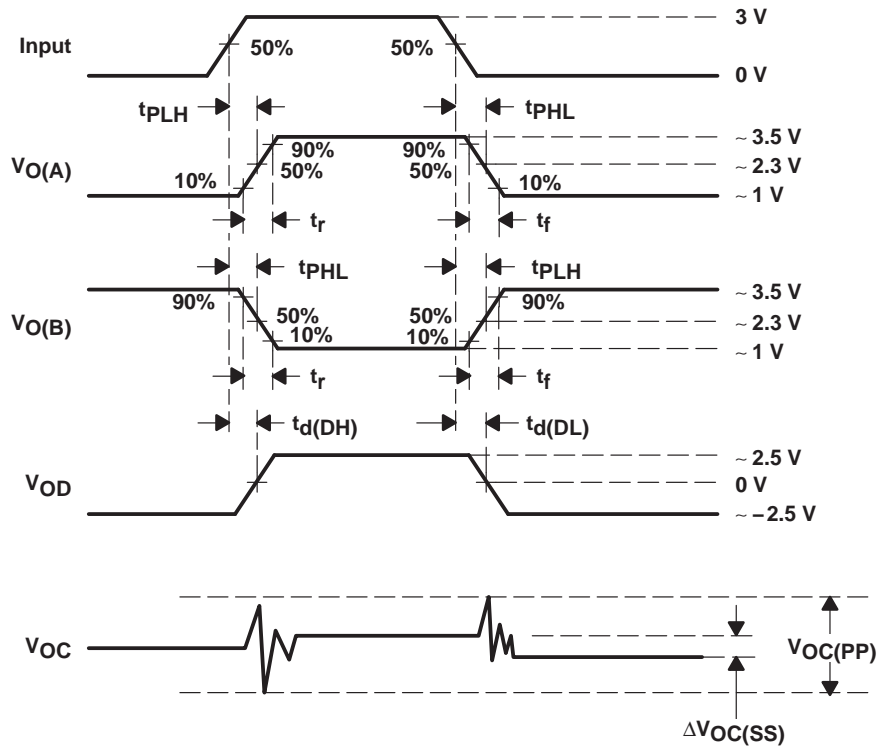 3 V
Input
50%
50%
0 V
tPLH
tPHL
~ 3.5 V
90%
90%
VO(A)
50%
50%
~ 2.3 V
10%
10%
~ 1 V
tr
tf
tPHL
tPLH
~ 3.5 V
90%
90%
VO(B)
50%
50%
~ 2.3 V
10%
10%
~ 1 V
tr
tf
td(DH)
td(DL)
~ 2.5 V
VOD
0 V
~ –2.5 V
VOC
VOC(PP)
ΔVOC(SS)